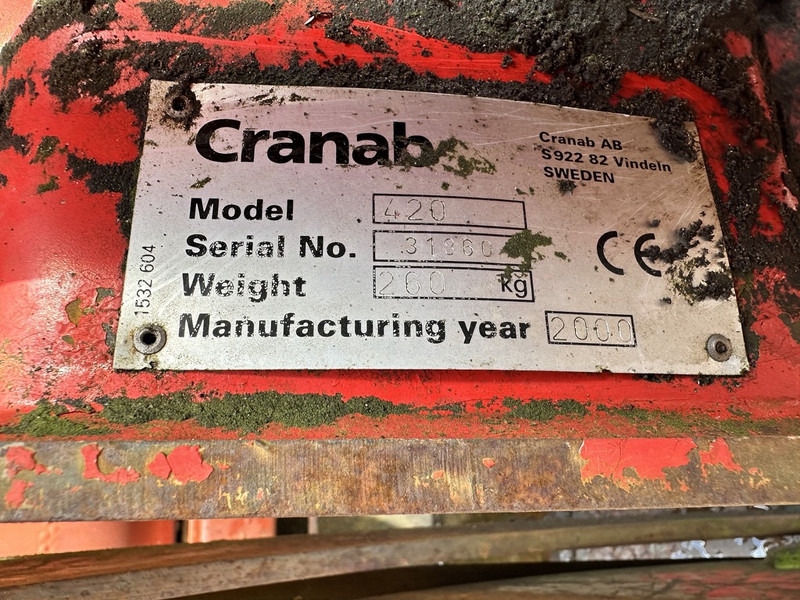 Cranab
Cranab AB
S922 82 Vindeln
SWEDEN
Model 420
Serial No.
Weight 260 kg
Manufacturing year 2000
CE
1532 604